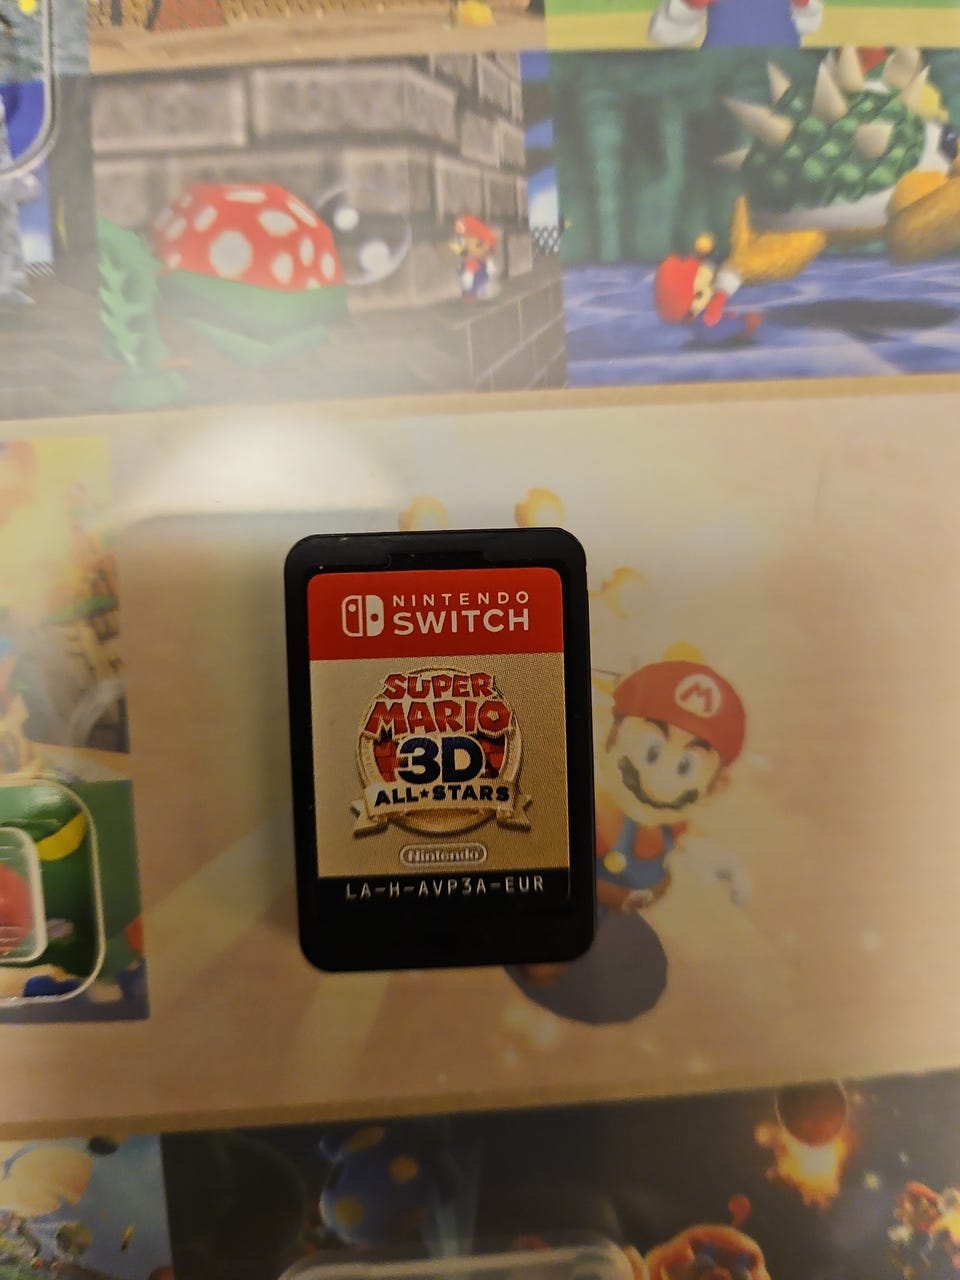 NINTENDO
SWITCH
SUPER
MARIO
3D
ALL★STARS
Nintendo
LA-H-AVP3A-EUR
M